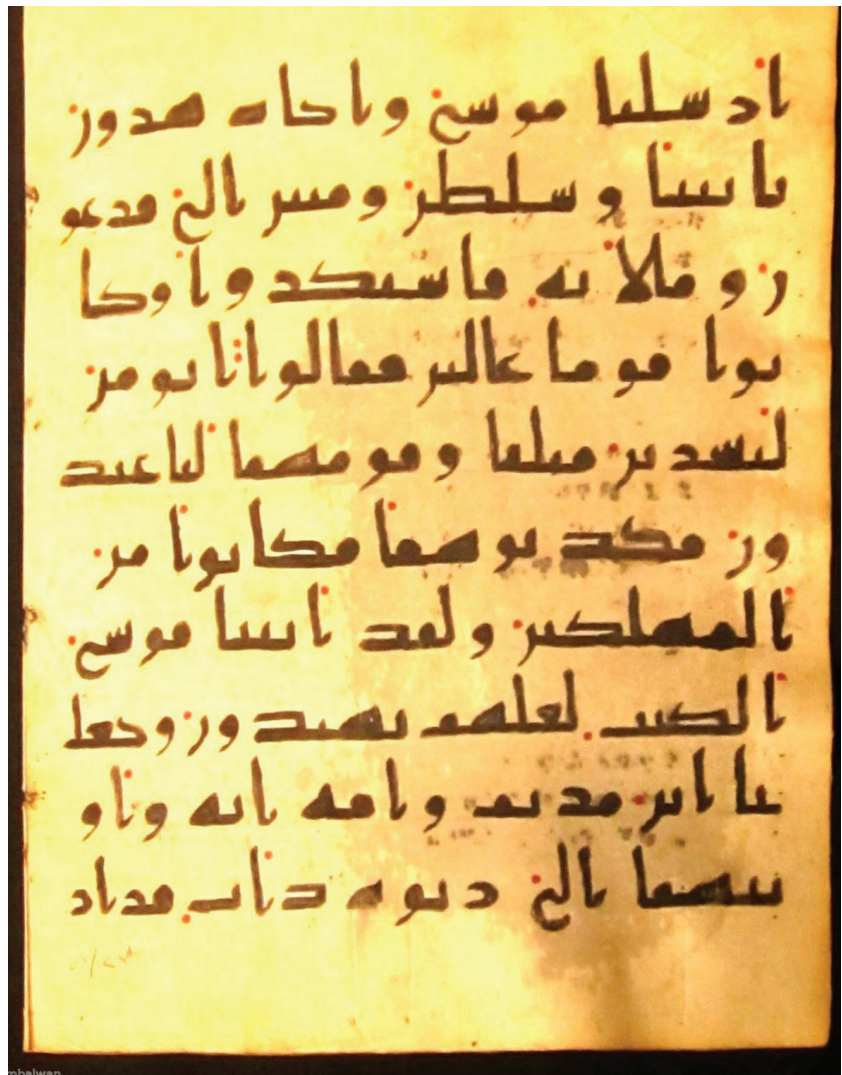 ارسلنا موسى واخاه هرون
بايتنا وسلطن مبين الى فرعو
ن وملائه فاستكبروا وكا
نوا قوما عالين فقالوا انومن
لبشرين مثلنا وقومهما لنا عبد
ون فكذبوهما فكانوا من
المهلكين ولقد اتينا موسى
الكتب لعلهم يهتدون وجعل
نا ابن مريم وامه اية واو
ينهما الى ربوة ذات قرار